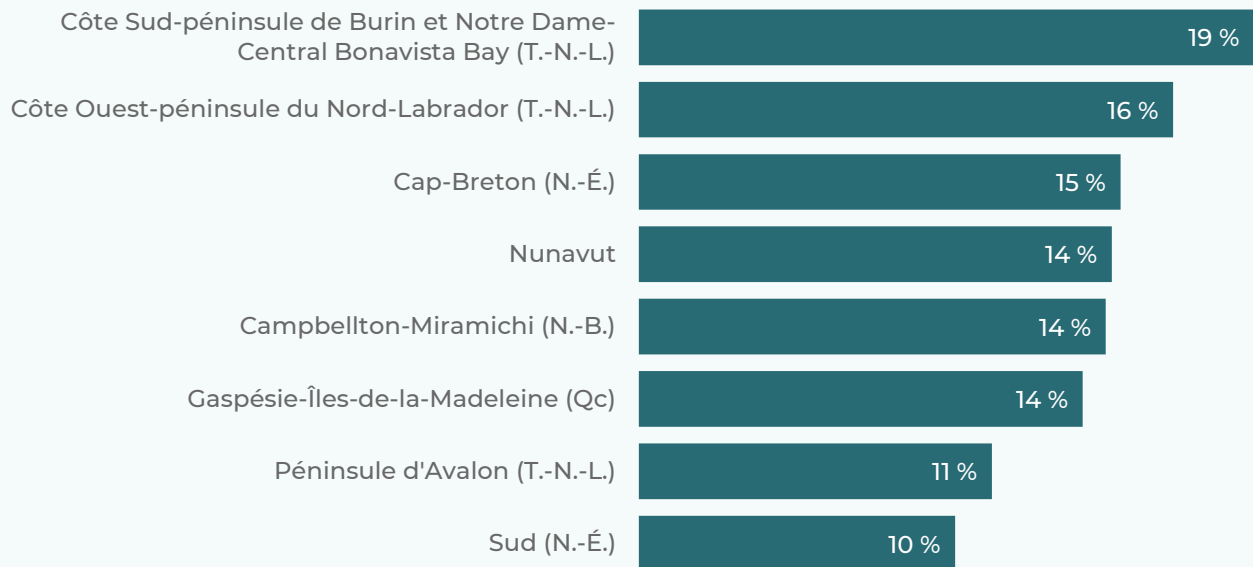 Côte Sud-péninsule de Burin et Notre Dame-
Central Bonavista Bay (T.-N.-L.)
19 %
Côte Ouest-péninsule du Nord-Labrador (T.-N.-L.)
16 %
Cap-Breton (N.-É.)
15 %
Nunavut
14 %
Campbellton-Miramichi (N.-B.)
14 %
Gaspésie-Îles-de-la-Madeleine (Qc)
14 %
Péninsule d'Avalon (T.-N.-L.)
11 %
Sud (N.-É.)
10 %